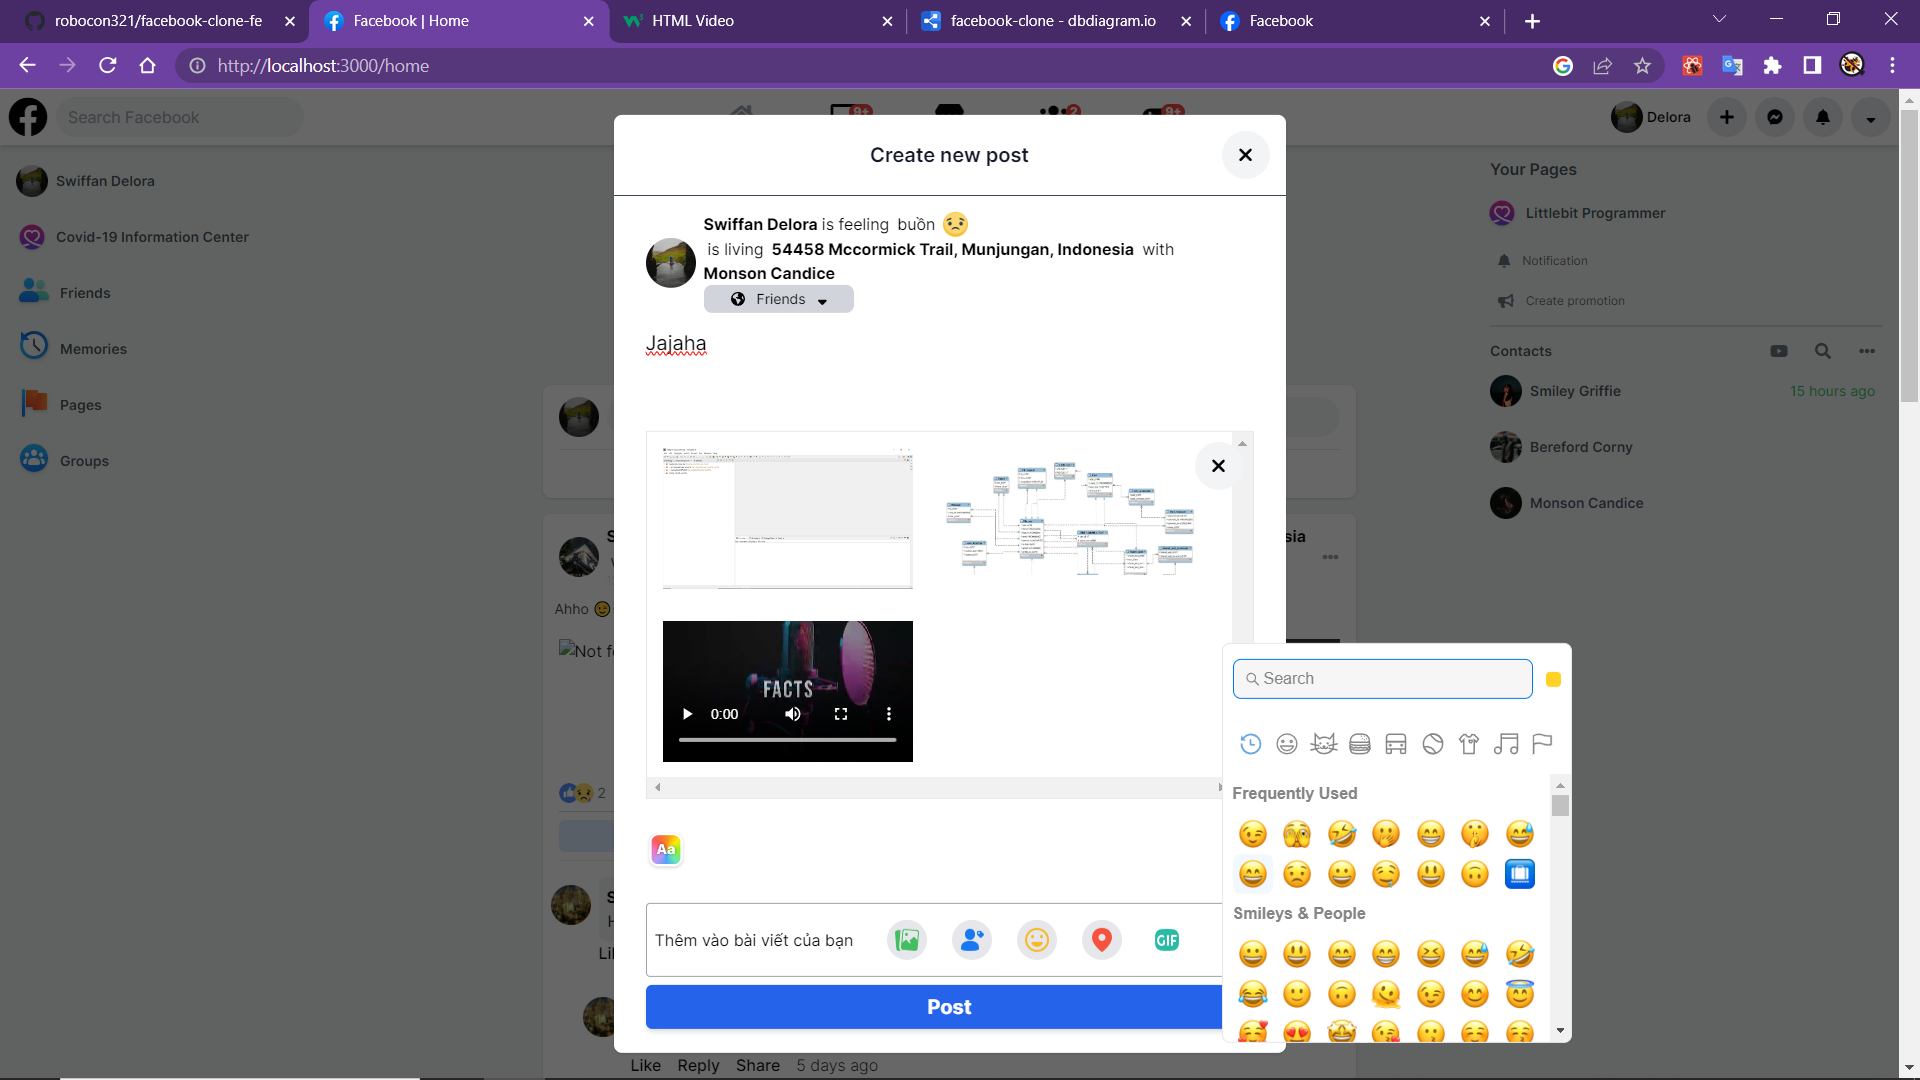 robocon321/facebook-clone-fe
Facebook | Home
HTML Video
facebook-clone - dbdiagram.io
Facebook
http://localhost:3000/home
Search Facebook
9+
2
9+
Delora
Swiffan Delora
Covid-19 Information Center
Friends
Memories
Pages
Groups
Create new post
Swiffan Delora is feeling buồn
is living 54458 Mccormick Trail, Munjungan, Indonesia with
Monson Candice
Friends
Jajaha
FACTS
0:00
Aa
Thêm vào bài viết của bạn
GIF
Post
sia
Ahho
Not f
2
Like Reply Share 5 days ago
Search
Frequently Used
Smileys & People
Your Pages
Littlebit Programmer
Notification
Create promotion
Contacts
Smiley Griffie
15 hours ago
Bereford Corny
Monson Candice